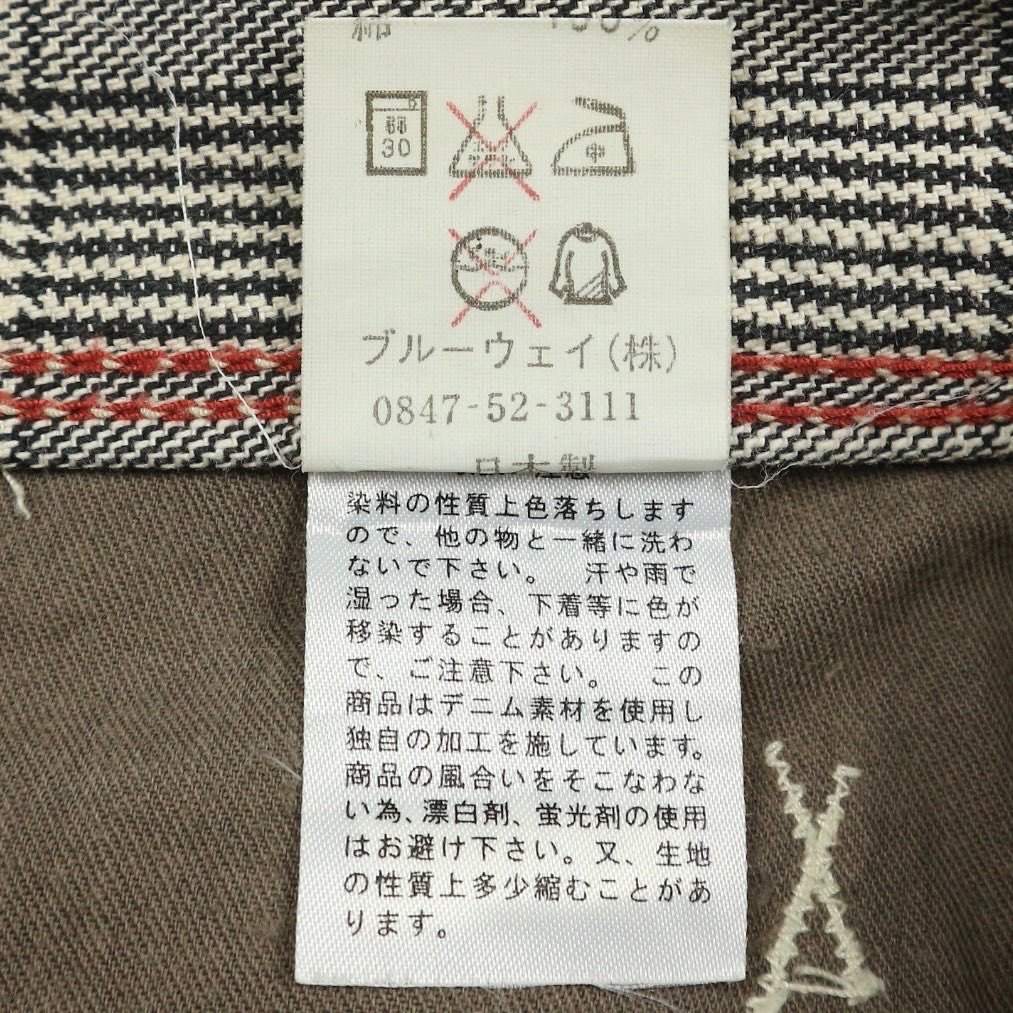 綿 100%
弱
30
中
ブルーウェイ(株)
0847-52-3111
日本製
染料の性質上色落ちします
ので、他の物と一緒に洗わ
ないで下さい。 汗や雨で
湿った場合、下着等に色が
移染することがありますの
で、ご注意下さい。 この
商品はデニム素材を使用し
独自の加工を施しています。
商品の風合いをそこなわな
い為、漂白剤、蛍光剤の使用
はお避け下さい。又、生地
の性質上多少縮むことがあ
ります。